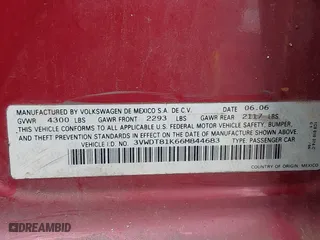 MANUFACTURED BY VOLKSWAGEN DE MEXICO S.A. DE C.V. 06.06
GVWR 4300 LBS GAWR FRONT 2293 LBS GAWR REAR 2117 LBS
THIS VEHICLE CONFORMS TO ALL APPLICABLE U.S. FEDERAL MOTOR VEHICLE SAFETY, BUMPER,
AND THEFT PREVENTION STANDARDS IN EFFECT ON THE DATE OF MANUFACTURE SHOWN ABOVE.
VEHICLE I.D. NO.: 3VWDT81K66M844683 TYPE: PASSENGER CAR
COUNTRY OF ORIGIN: MEXICO
DREAMBID